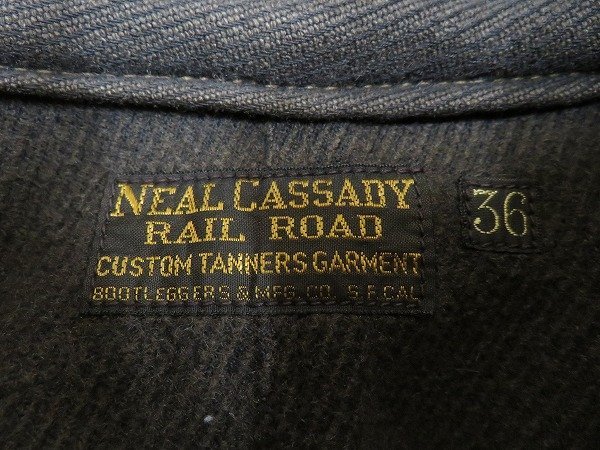 NEAL CASSADY
RAIL ROAD
CUSTOM TANNERS GARMENT
BOOTLEGGERS & MFG. CO. S.F. CAL
36